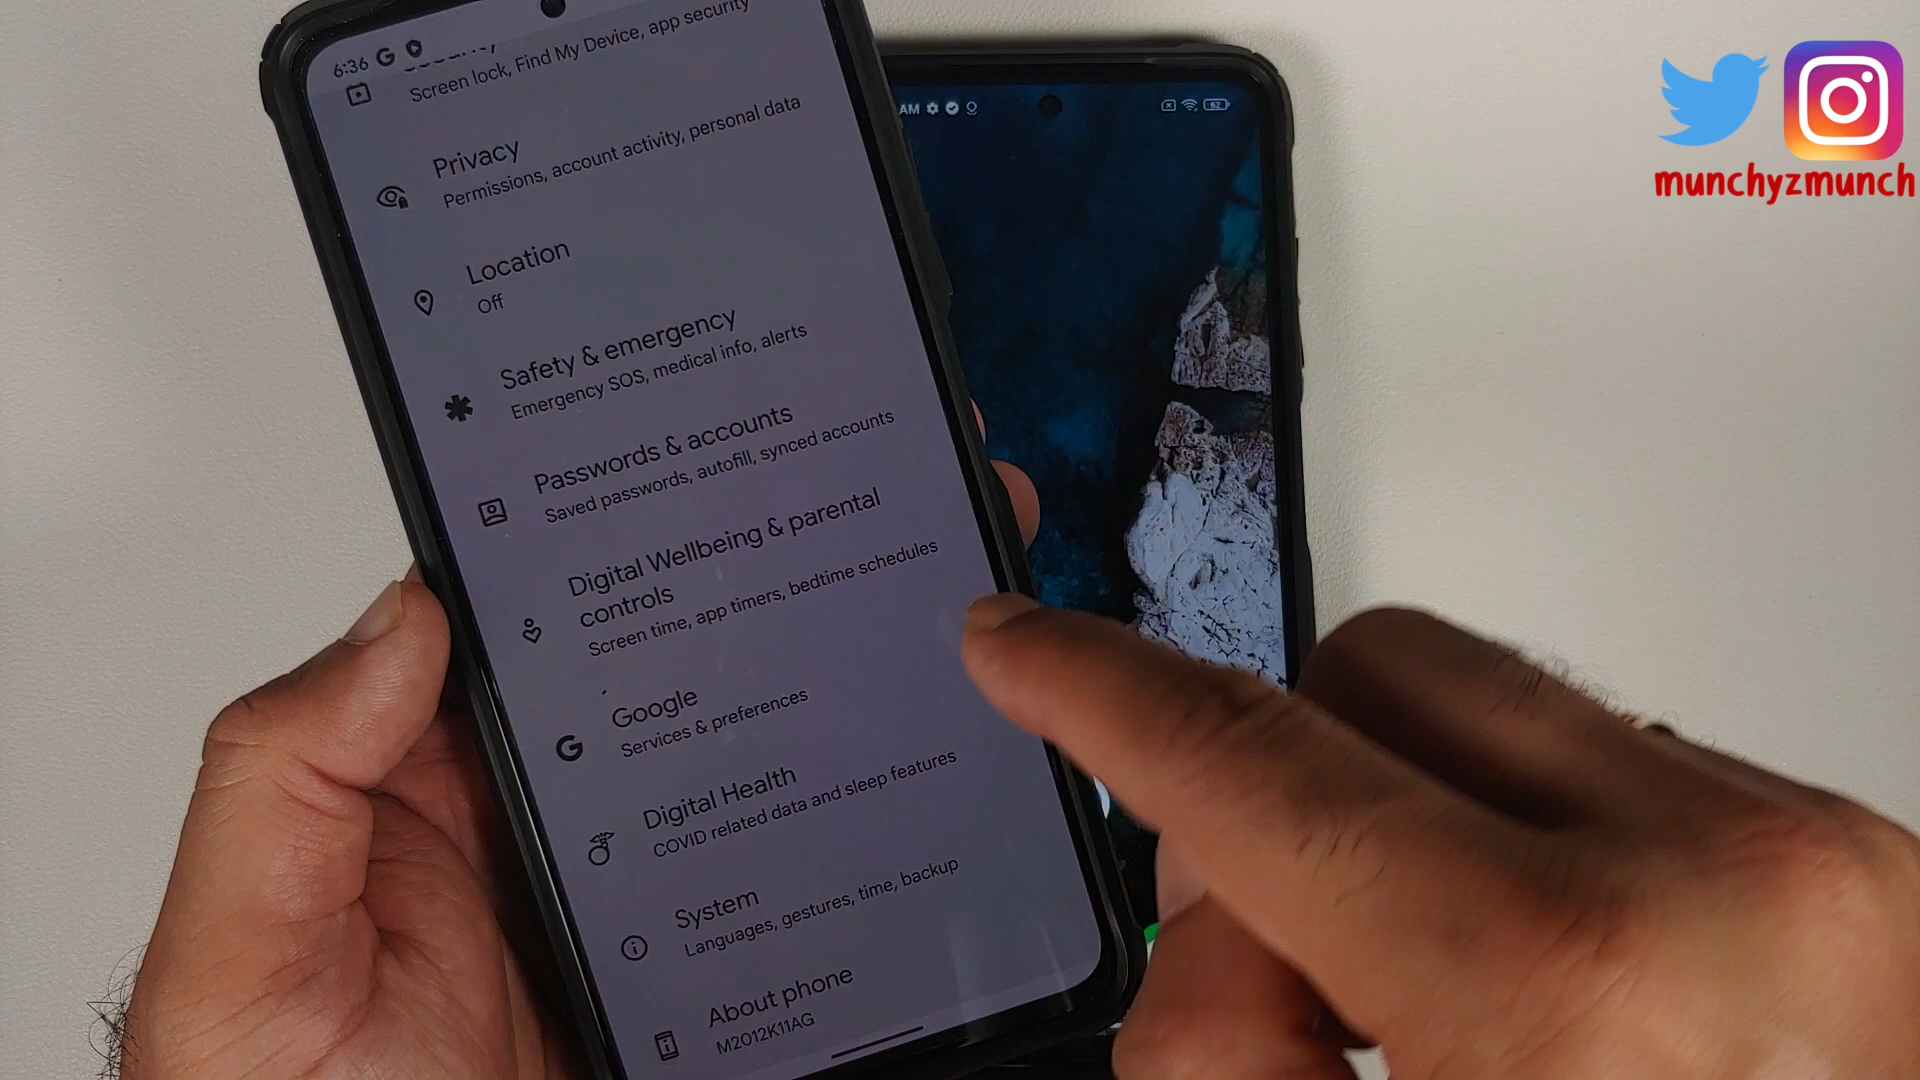 6:36
Screen lock, Find My Device, app security
Privacy
Permissions, account activity, personal data
Location
Off
Safety & emergency
Emergency SOS, medical info, alerts
Passwords & accounts
Saved passwords, autofill, synced accounts
Digital Wellbeing & parental
controls
Screen time, app timers, bedtime schedules
Google
Services & preferences
Digital Health
COVID related data and sleep features
System
Languages, gestures, time, backup
About phone
M2012K11AG
AM
62
munchyzmunch